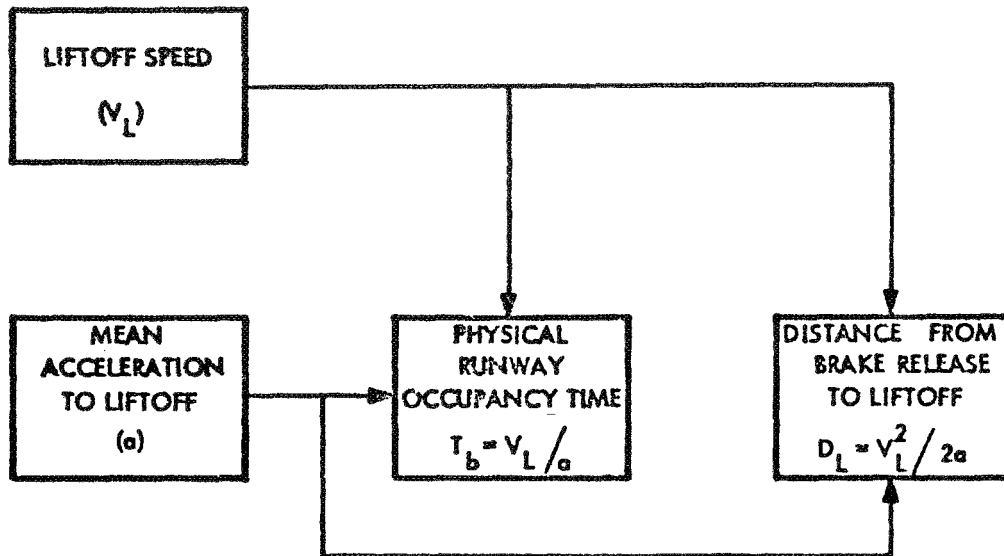 LIFTOFF SPEED
(V_L)
MEAN
ACCELERATION
TO LIFTOFF
(a)
PHYSICAL
RUNWAY
OCCUPANCY TIME
T_b = V_L / a
DISTANCE FROM
BRAKE RELEASE
TO LIFTOFF
D_L = V_L^2 / 2a